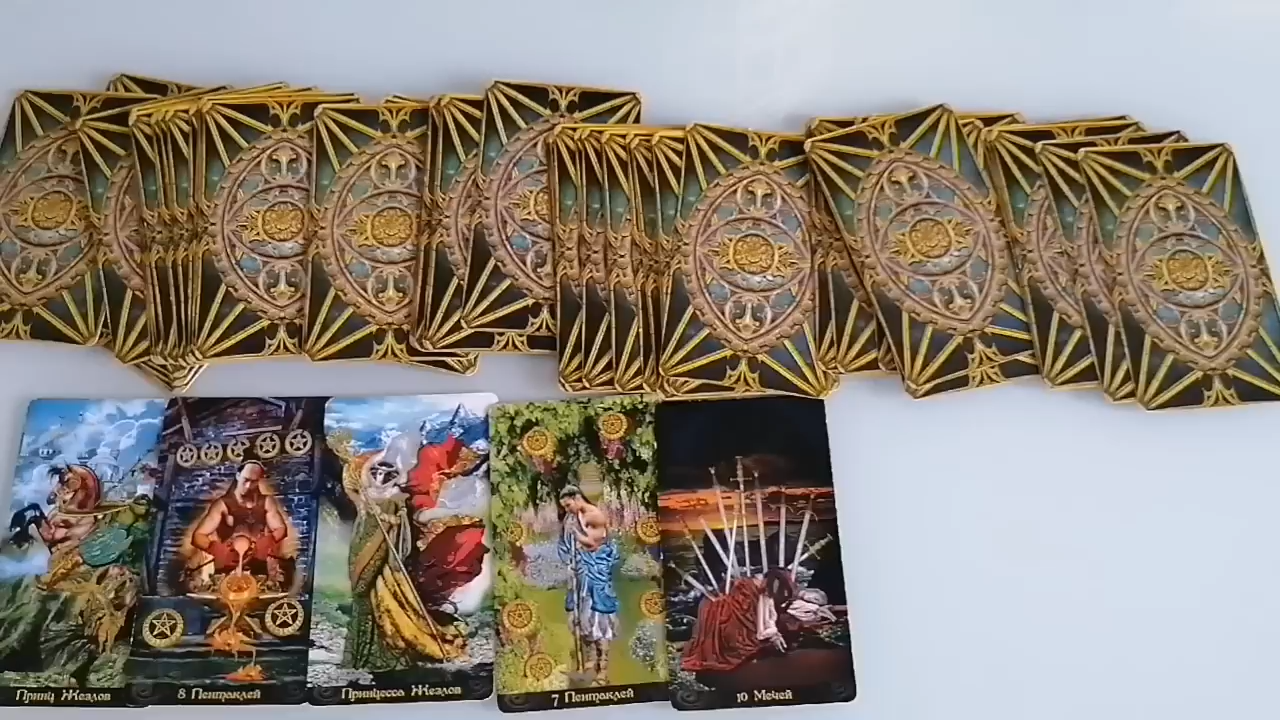 Принц Жезлов
8 Пентаклей
Принцесса Жезлов
7 Пентаклей
10 Мечей